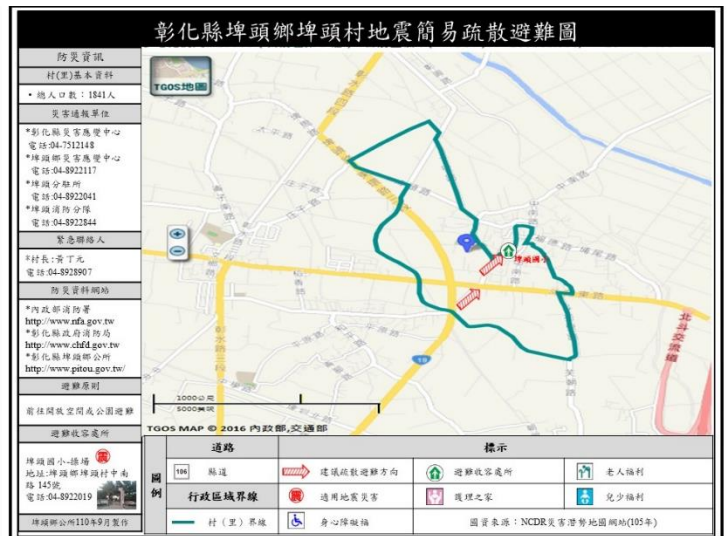 彰化縣埤頭鄉埤頭村地震簡易疏散避難圖
防災資訊
村(里)基本資料
• 總人口數：1841人
災害通報單位
*彰化縣災害應變中心
電話:04-7512148
*埤頭鄉災害應變中心
電話:04-8922117
*埤頭分駐所
電話:04-8922041
*埤頭消防分隊
電話:04-8922844
緊急聯絡人
*村長:黃丁元
電話:04-8928907
防災資料網站
*內政部消防署
http://www.nfa.gov.tw
*彰化縣政府消防局
http://www.chfd.gov.tw
*彰化縣埤頭鄉公所
http://www.pitou.gov.tw/
避難原則
前往開放空間或公園避難
避難收容處所
震
埤頭國小-操場
地址:埤頭鄉埤頭村中南
路 145號
電話:04-8922019
埤頭鄉公所110年9月製作
TGOS地圖
埤頭國小
北斗交流道
彰水路三段
19
1000公尺
5000英呎
TGOS MAP © 2016 內政部,交通部
圖例
道路
標示
106 縣道
建議疏散避難方向
避難收容處所
老人福利
行政區域界線
震 適用地震災害
護理之家
兒少福利
村（里）界線
身心障礙福
圖資來源：NCDR災害潛勢地圖網站(105年)